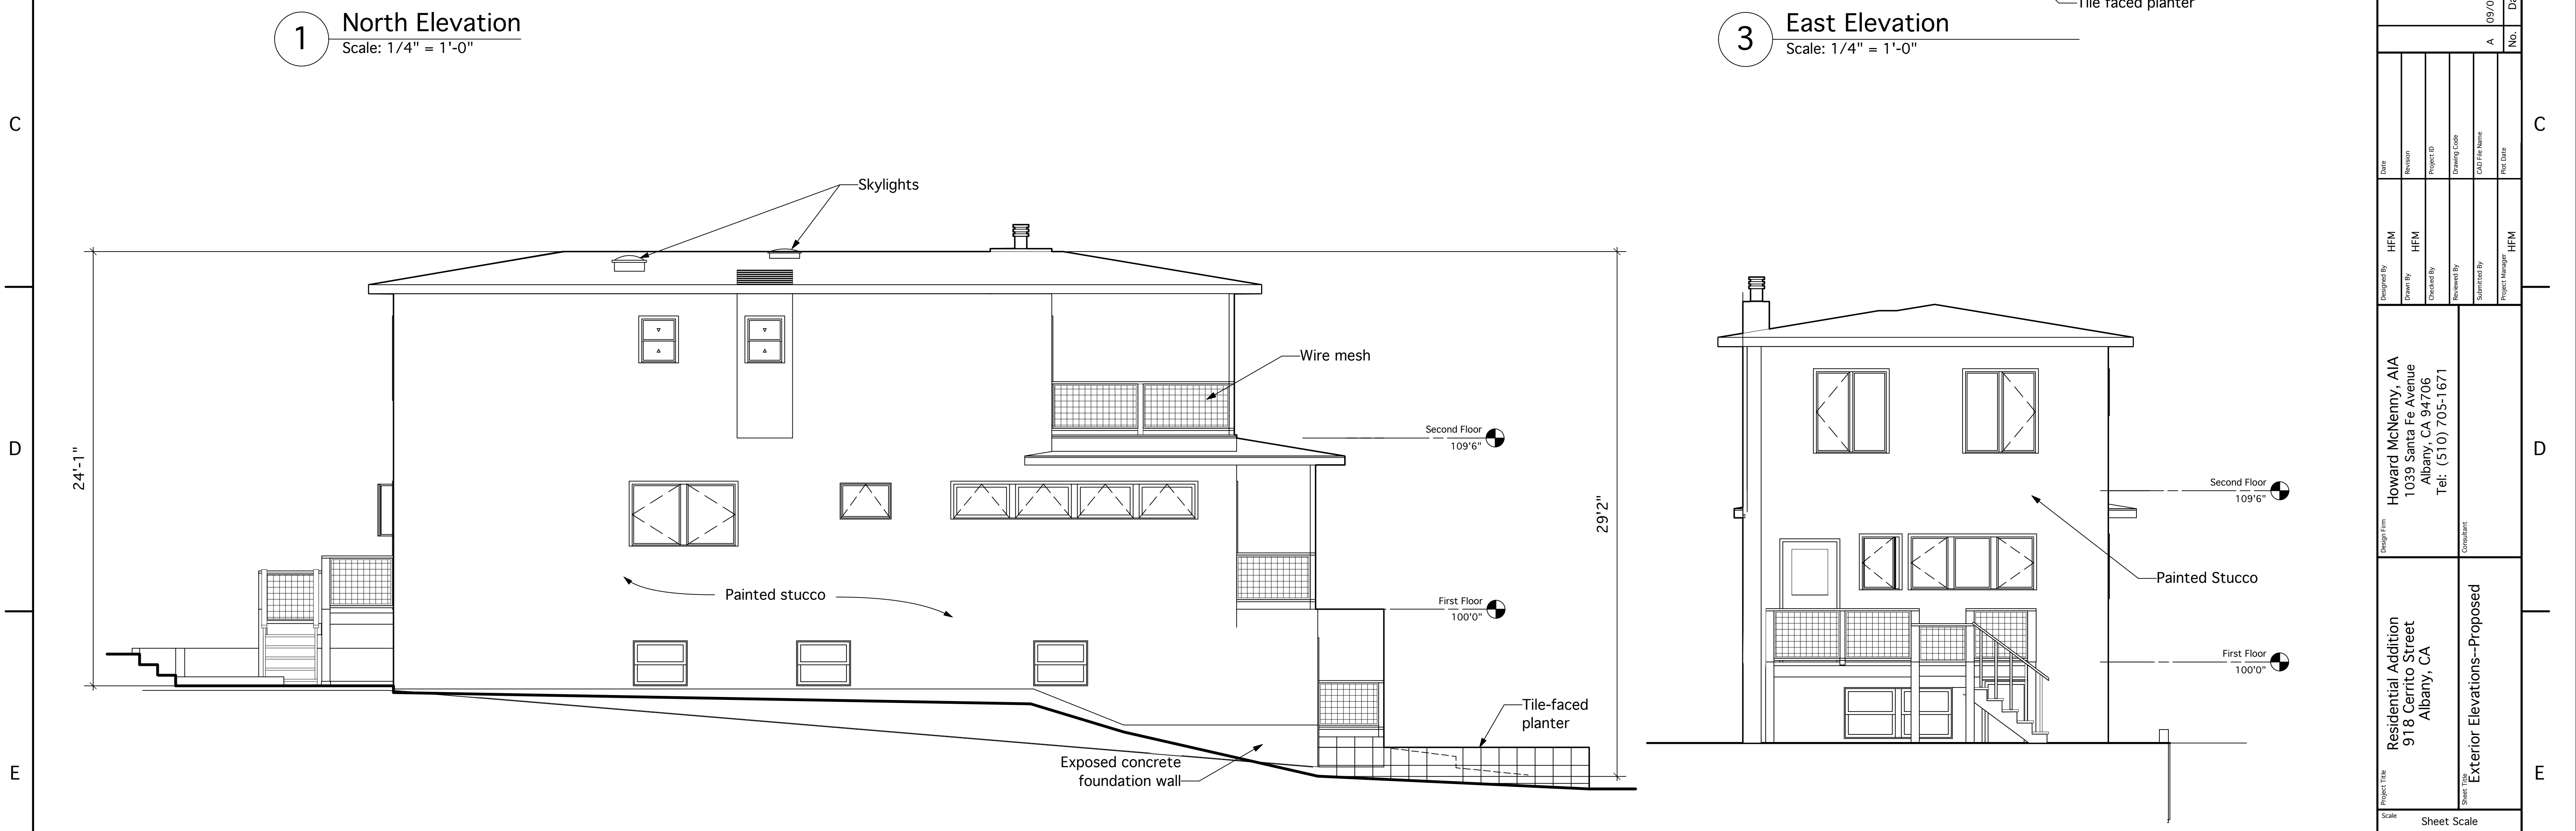 1
North Elevation
Scale: 1/4" = 1'-0"
3
East Elevation
Scale: 1/4" = 1'-0"
Tile faced planter
C
D
E
Skylights
Wire mesh
Second Floor
109'6"
First Floor
100'0"
24'-1"
29'2"
Painted stucco
Tile-faced
planter
Exposed concrete
foundation wall
Second Floor
109'6"
First Floor
100'0"
Painted Stucco
C
D
E
A
No.
Date
Revision
Project ID
Drawing Code
CAD File Name
Plot Date
Designed By
HFM
Drawn By
HFM
Checked By
Reviewed By
Submitted By
Project Manager
HFM
Design Firm
Howard McNenny, AIA
1039 Santa Fe Avenue
Albany, CA 94706
Tel: (510) 705-1671
Consultant
Project Title
Residential Addition
918 Cerrito Street
Albany, CA
Sheet Title
Exterior Elevations--Proposed
Scale
Sheet Scale